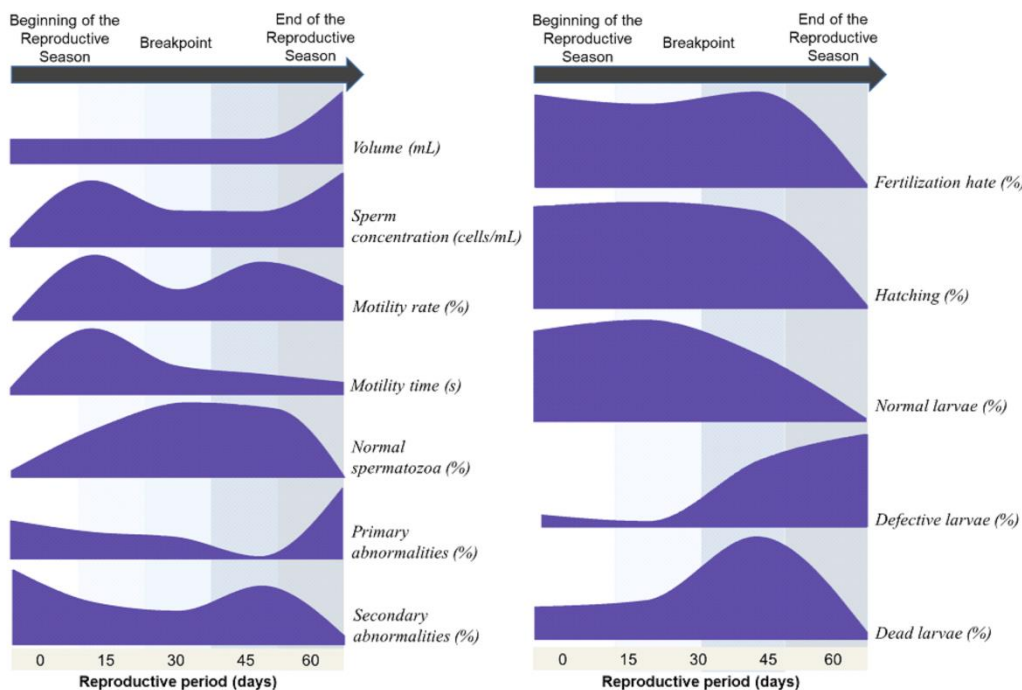 Beginning of the
Reproductive
Season
Breakpoint
End of the
Reproductive
Season
Volume (mL)
Sperm
concentration (cells/mL)
Motility rate (%)
Motility time (s)
Normal
spermatozoa (%)
Primary
abnormalities (%)
Secondary
abnormalities (%)
0 15 30 45 60
Reproductive period (days)
Beginning of the
Reproductive
Season
Breakpoint
End of the
Reproductive
Season
Fertilization hate (%)
Hatching (%)
Normal larvae (%)
Defective larvae (%)
Dead larvae (%)
0 15 30 45 60
Reproductive period (days)